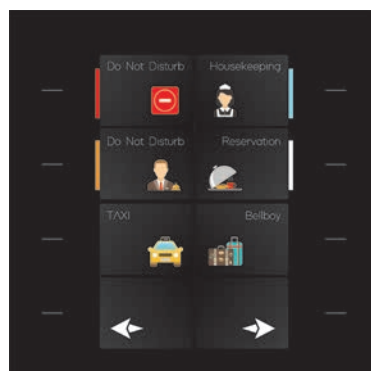 Do Not Disturb
Housekeeping
Do Not Disturb
Reservation
TAXI
Bellboy